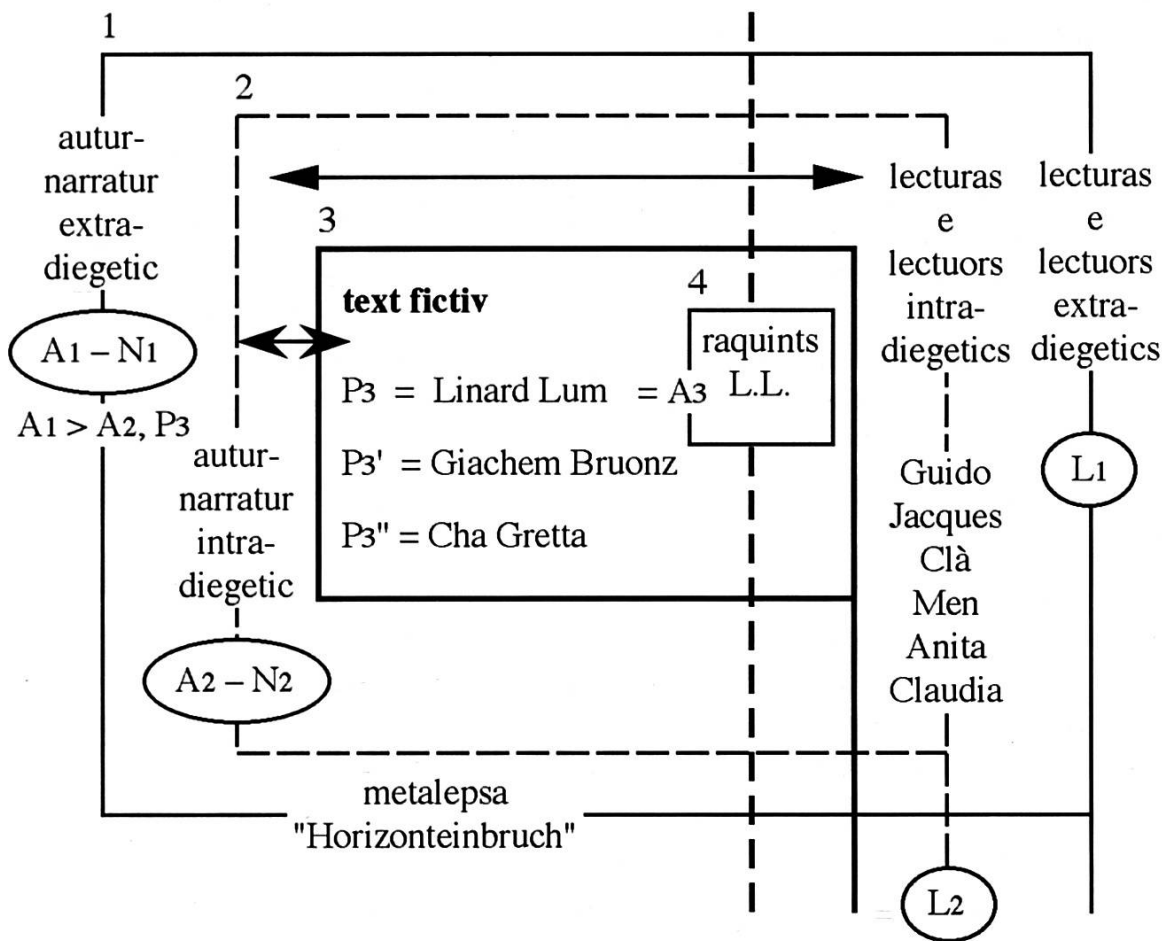 1
autur-
narratur
extra-
diegetic
A1 – N1
A1 > A2, P3
2
autur-
narratur
intra-
diegetic
A2 – N2
3
text fictiv
P3 = Linard Lum = A3
P3' = Giachem Bruonz
P3" = Cha Gretta
4
raquints
L.L.
lecturas
e
lectuors
intra-
diegetics
Guido
Jacques
Clà
Men
Anita
Claudia
L2
lecturas
e
lectuors
extra-
diegetics
L1
metalepsa
"Horizonteinbruch"